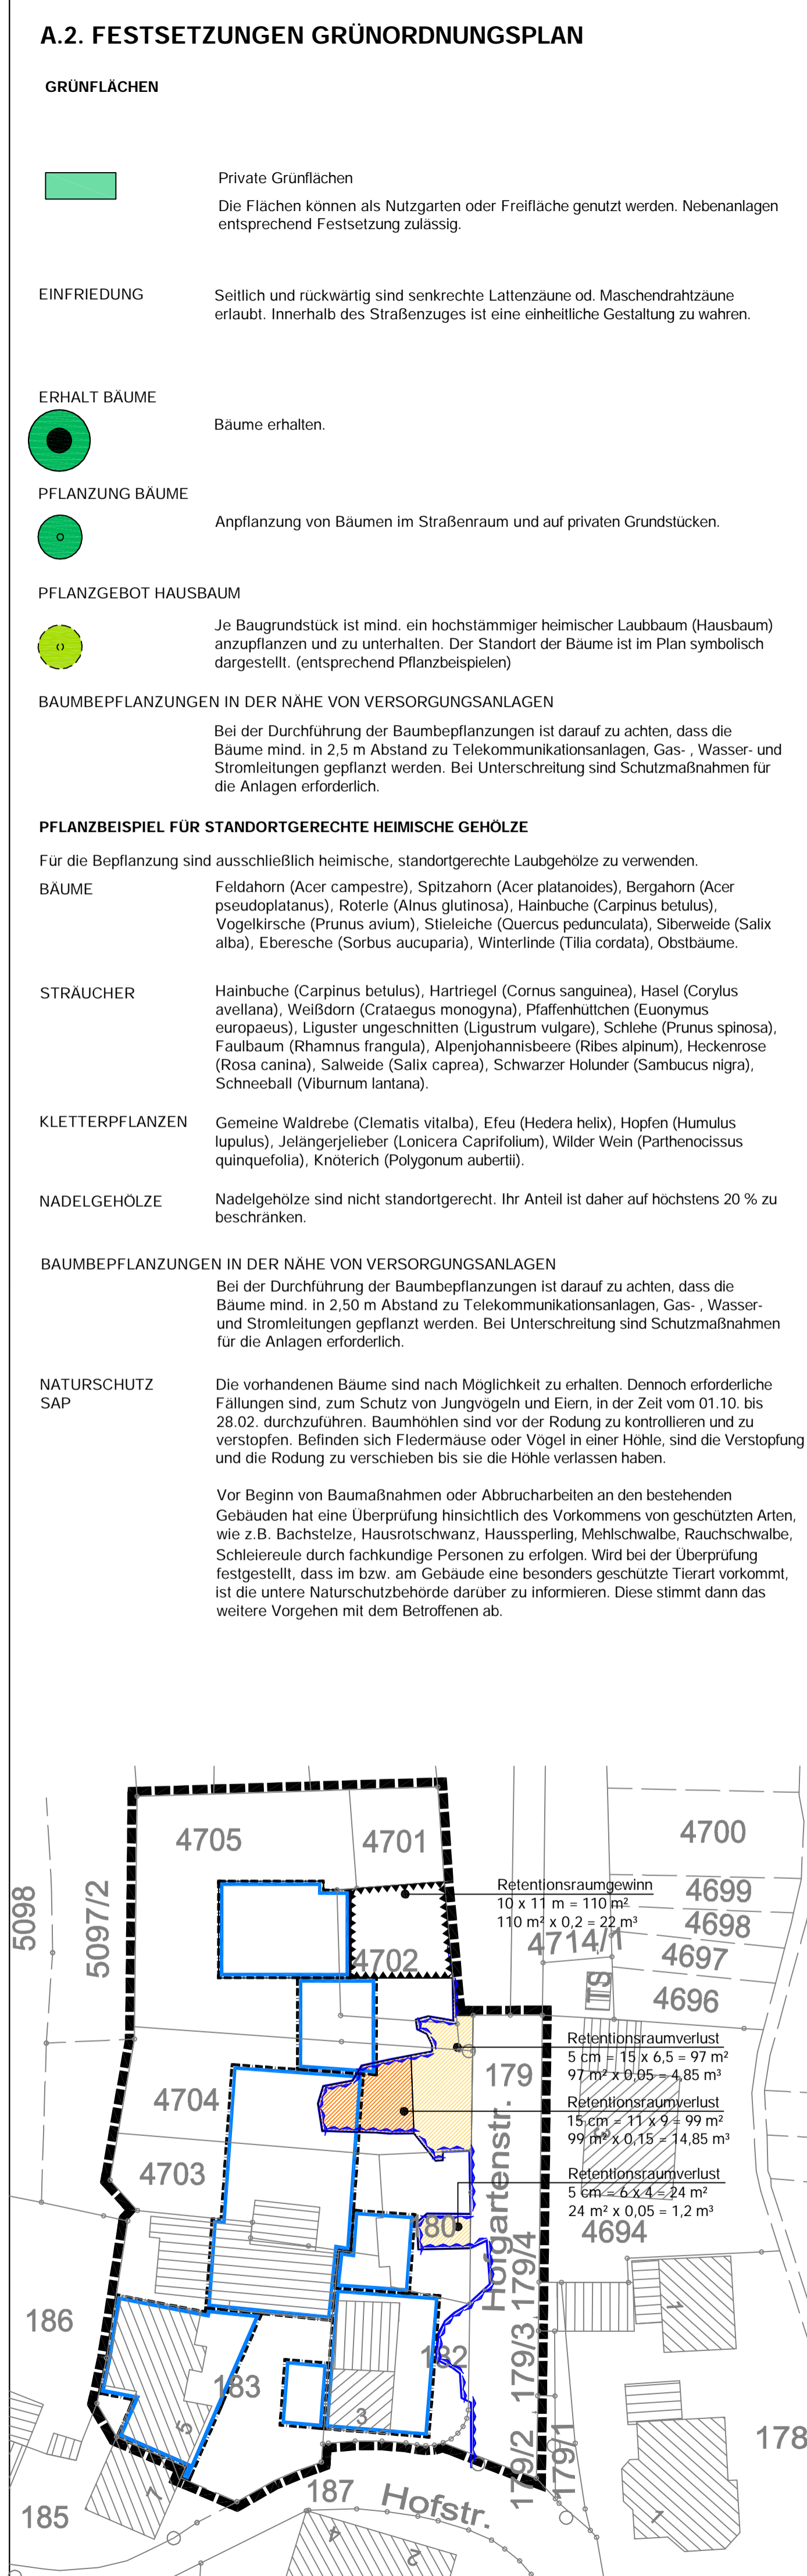 A.2. FESTSETZUNGEN GRÜNORDNUNGSPLAN
GRÜNFLÄCHEN
Private Grünflächen
Die Flächen können als Nutzgarten oder Freifläche genutzt werden. Nebenanlagen
entsprechend Festsetzung zulässig.
EINFRIEDUNG
Seitlich und rückwärtig sind senkrechte Lattenzäune od. Maschendrahtzäune
erlaubt. Innerhalb des Straßenzuges ist eine einheitliche Gestaltung zu wahren.
ERHALT BÄUME
Bäume erhalten.
PFLANZUNG BÄUME
Anpflanzung von Bäumen im Straßenraum und auf privaten Grundstücken.
PFLANZGEBOT HAUSBAUM
Je Baugrundstück ist mind. ein hochstämmiger heimischer Laubbaum (Hausbaum)
anzupflanzen und zu unterhalten. Der Standort der Bäume ist im Plan symbolisch
dargestellt. (entsprechend Pflanzbeispielen)
BAUMBEPFLANZUNGEN IN DER NÄHE VON VERSORGUNGSANLAGEN
Bei der Durchführung der Baumbepflanzungen ist darauf zu achten, dass die
Bäume mind. in 2,5 m Abstand zu Telekommunikationsanlagen, Gas- , Wasser- und
Stromleitungen gepflanzt werden. Bei Unterschreitung sind Schutzmaßnahmen für
die Anlagen erforderlich.
PFLANZBEISPIEL FÜR STANDORTGERECHTE HEIMISCHE GEHÖLZE
Für die Bepflanzung sind ausschließlich heimische, standortgerechte Laubgehölze zu verwenden.
BÄUME
Feldahorn (Acer campestre), Spitzahorn (Acer platanoides), Bergahorn (Acer
pseudoplatanus), Roterle (Alnus glutinosa), Hainbuche (Carpinus betulus),
Vogelkirsche (Prunus avium), Stieleiche (Quercus pedunculata), Siberweide (Salix
alba), Eberesche (Sorbus aucuparia), Winterlinde (Tilia cordata), Obstbäume.
STRÄUCHER
Hainbuche (Carpinus betulus), Hartriegel (Cornus sanguinea), Hasel (Corylus
avellana), Weißdorn (Crataegus monogyna), Pfaffenhüttchen (Euonymus
europaeus), Liguster ungeschnitten (Ligustrum vulgare), Schlehe (Prunus spinosa),
Faulbaum (Rhamnus frangula), Alpenjohannisbeere (Ribes alpinum), Heckenrose
(Rosa canina), Salweide (Salix caprea), Schwarzer Holunder (Sambucus nigra),
Schneeball (Viburnum lantana).
KLETTERPFLANZEN
Gemeine Waldrebe (Clematis vitalba), Efeu (Hedera helix), Hopfen (Humulus
lupulus), Jelängerjelieber (Lonicera Caprifolium), Wilder Wein (Parthenocissus
quinquefolia), Knöterich (Polygonum aubertii).
NADELGEHÖLZE
Nadelgehölze sind nicht standortgerecht. Ihr Anteil ist daher auf höchstens 20 % zu
beschränken.
BAUMBEPFLANZUNGEN IN DER NÄHE VON VERSORGUNGSANLAGEN
Bei der Durchführung der Baumbepflanzungen ist darauf zu achten, dass die
Bäume mind. in 2,50 m Abstand zu Telekommunikationsanlagen, Gas- , Wasser-
und Stromleitungen gepflanzt werden. Bei Unterschreitung sind Schutzmaßnahmen
für die Anlagen erforderlich.
NATURSCHUTZ
SAP
Die vorhandenen Bäume sind nach Möglichkeit zu erhalten. Dennoch erforderliche
Fällungen sind, zum Schutz von Jungvögeln und Eiern, in der Zeit vom 01.10. bis
28.02. durchzuführen. Baumhöhlen sind vor der Rodung zu kontrollieren und zu
verstopfen. Befinden sich Fledermäuse oder Vögel in einer Höhle, sind die Verstopfung
und die Rodung zu verschieben bis sie die Höhle verlassen haben.
Vor Beginn von Baumaßnahmen oder Abbrucharbeiten an den bestehenden
Gebäuden hat eine Überprüfung hinsichtlich des Vorkommens von geschützten Arten,
wie z.B. Bachstelze, Hausrotschwanz, Haussperling, Mehlschwalbe, Rauchschwalbe,
Schleiereule durch fachkundige Personen zu erfolgen. Wird bei der Überprüfung
festgestellt, dass im bzw. am Gebäude eine besonders geschützte Tierart vorkommt,
ist die untere Naturschutzbehörde darüber zu informieren. Diese stimmt dann das
weitere Vorgehen mit dem Betroffenen ab.
4705
4701
4700
Retentionsraumgewinn
10 x 11 m = 110 m²
110 m² x 0,2 = 22 m³
4699
4698
5098
5097/2
4702
4714/1
4697
TS
4696
Retentionsraumverlust
5 cm = 15 x 6,5 = 97 m²
97 m² x 0,05 = 4,85 m³
179
4704
Retentionsraumverlust
15 cm = 11 x 9 = 99 m²
99 m² x 0,15 = 14,85 m³
4703
Retentionsraumverlust
5 cm = 6 x 4 = 24 m²
24 m² x 0,05 = 1,2 m³
Hofgartenstr.
180
4694
179/4
186
1
182
179/3
183
3
5
178
179/2
179/1
7
187
Hofstr.
185
4
2
1